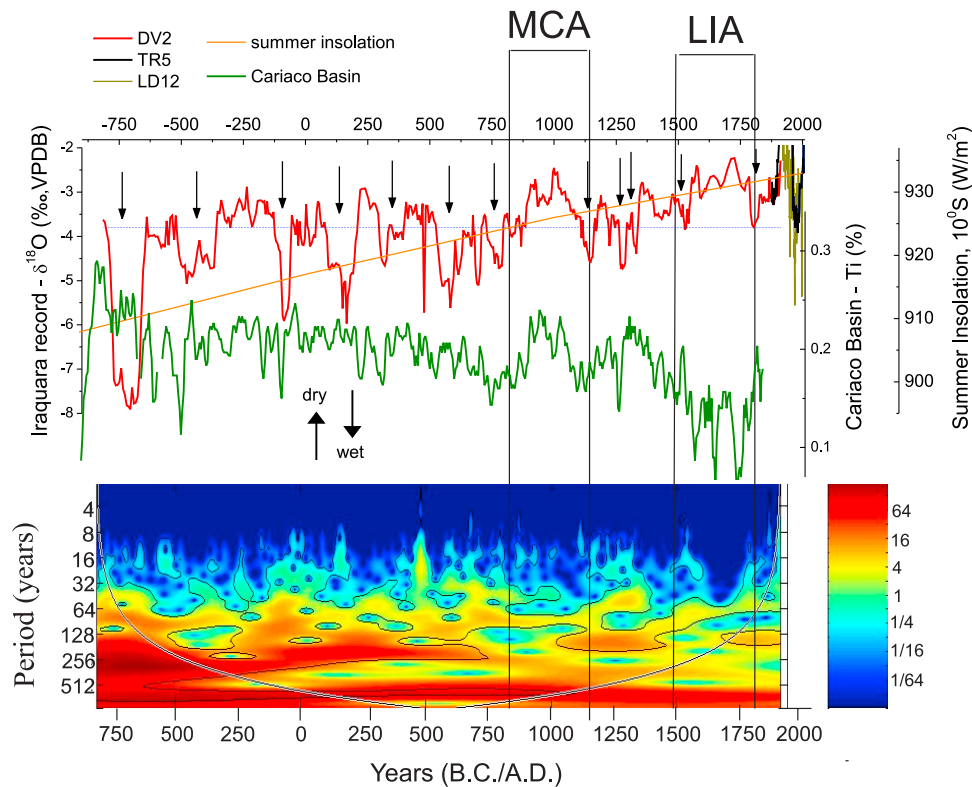 MCA LIA
DV2 summer insolation
TR5
LD12 Cariaco Basin
-750 -500 -250 0 250 500 750 1000 1250 1500 1750 2000
Iraquara record - δ18O (‰.VPDB)
-2
-3
-4
-5
-6
-7
-8
dry
wet
0.3
0.2
0.1
Cariaco Basin - Ti (%)
930
920
910
900
Summer Insolation, 10⁰S (W/m²)
Period (years)
4
8
16
32
64
128
256
512
64
16
4
1
1/4
1/16
1/64
750 500 250 0 250 500 750 1000 1250 1500 1750 2000
Years (B.C./A.D.)